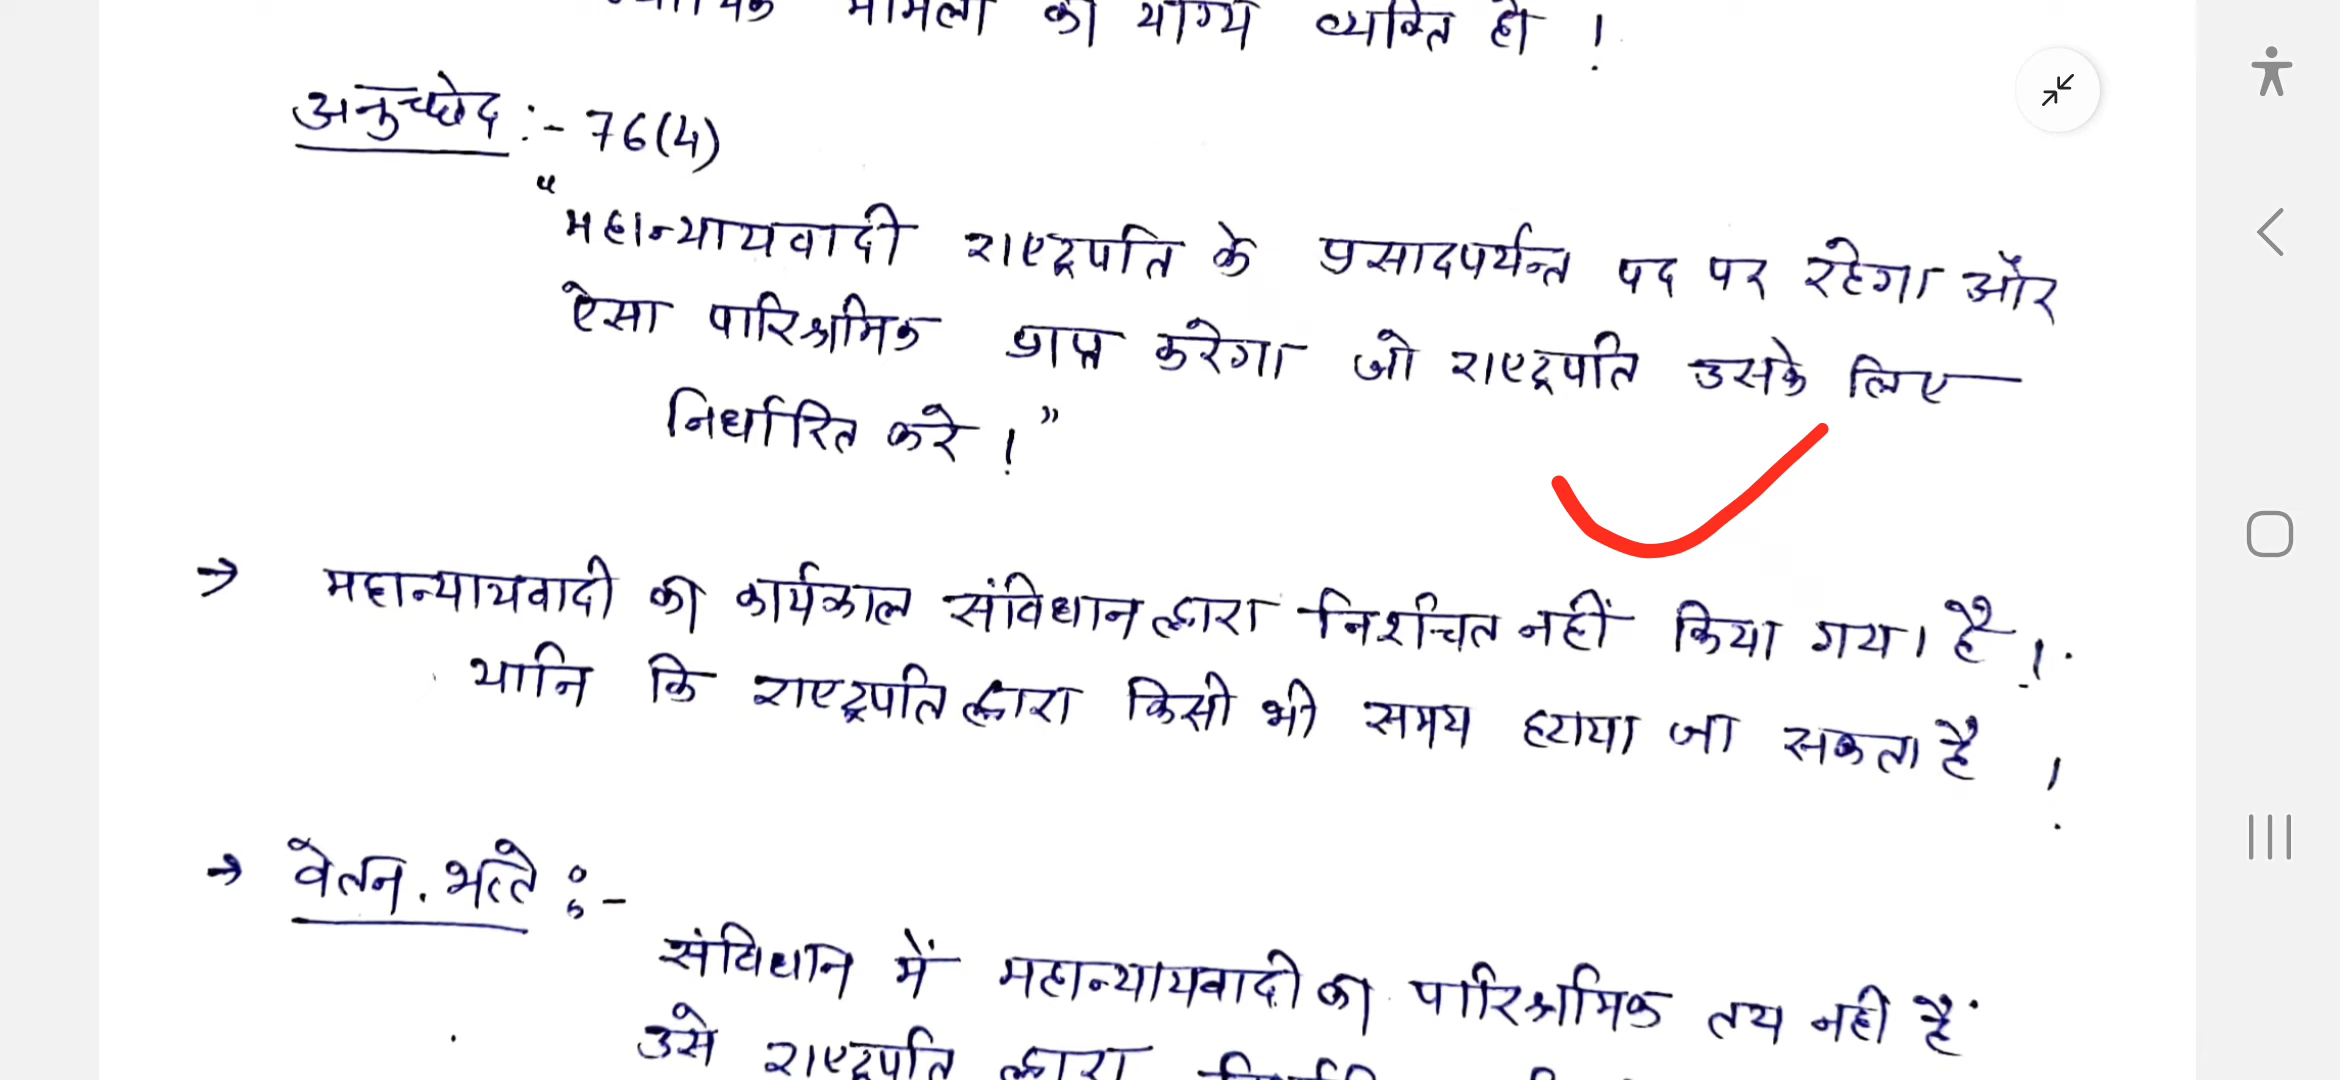 मामलों का योग्य व्यक्ति हो !
अनुच्छेद :- 76(4)
"महान्यायवादी राष्ट्रपति के प्रसादपर्यन्त पद पर रहेगा और
ऐसा पारिश्रमिक प्राप्त करेगा जो राष्ट्रपति उसके लिए
निर्धारित करे !"
→ महान्यायवादी का कार्यकाल संविधान द्वारा निश्चित नहीं किया गया है !
यानि कि राष्ट्रपति द्वारा किसी भी समय हटाया जा सकता है !
→ वेतन . भत्ते :-
संविधान में महान्यायवादी का पारिश्रमिक तय नही है
उसे राष्ट्रपति द्वारा